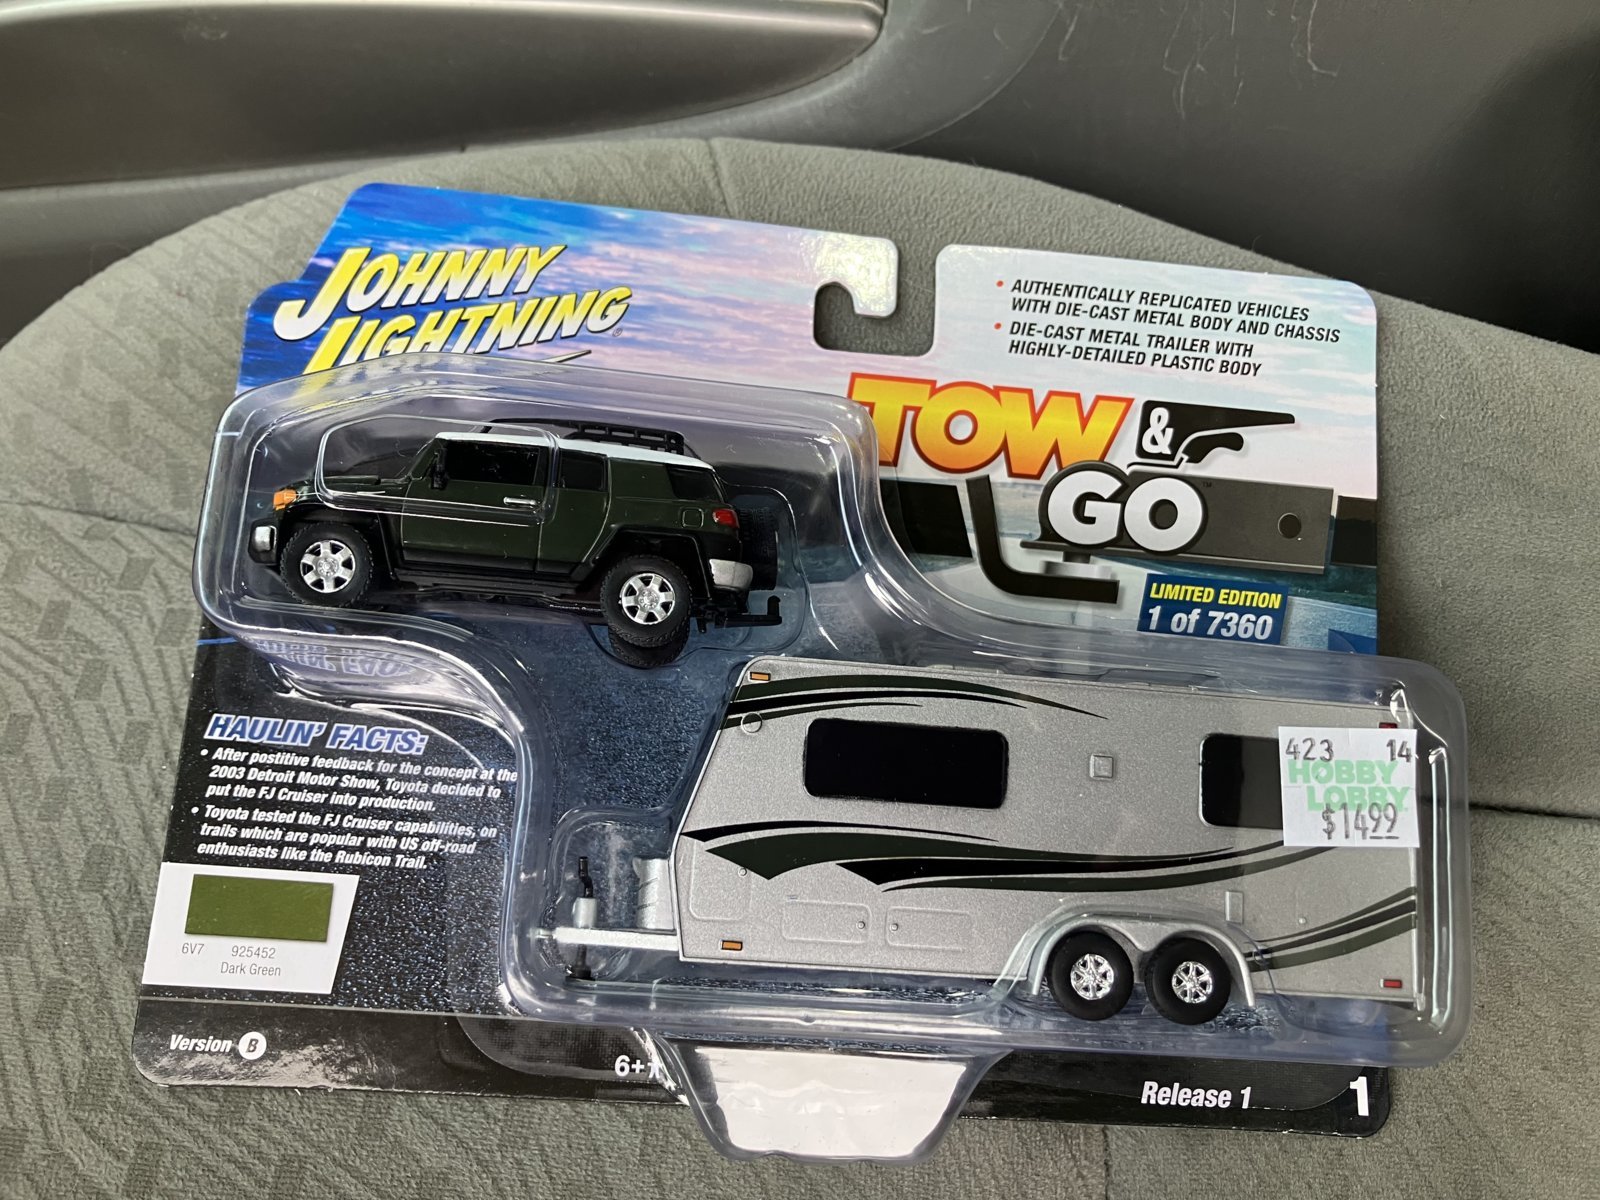 JOHNNY
LIGHTNING
• AUTHENTICALLY REPLICATED VEHICLES
WITH DIE-CAST METAL BODY AND CHASSIS
• DIE-CAST METAL TRAILER WITH
HIGHLY-DETAILED PLASTIC BODY
TOW &
GO
LIMITED EDITION
1 of 7360
HAULIN' FACTS:
• After postitive feedback for the concept at the
2003 Detroit Motor Show, Toyota decided to
put the FJ Cruiser into production.
• Toyota tested the FJ Cruiser capabilities, on
trails which are popular with US off-road
enthusiasts like the Rubicon Trail.
423 14
HOBBY
LOBBY
$1499
6V7 925452
Dark Green
Version B
6+
Release 1
1